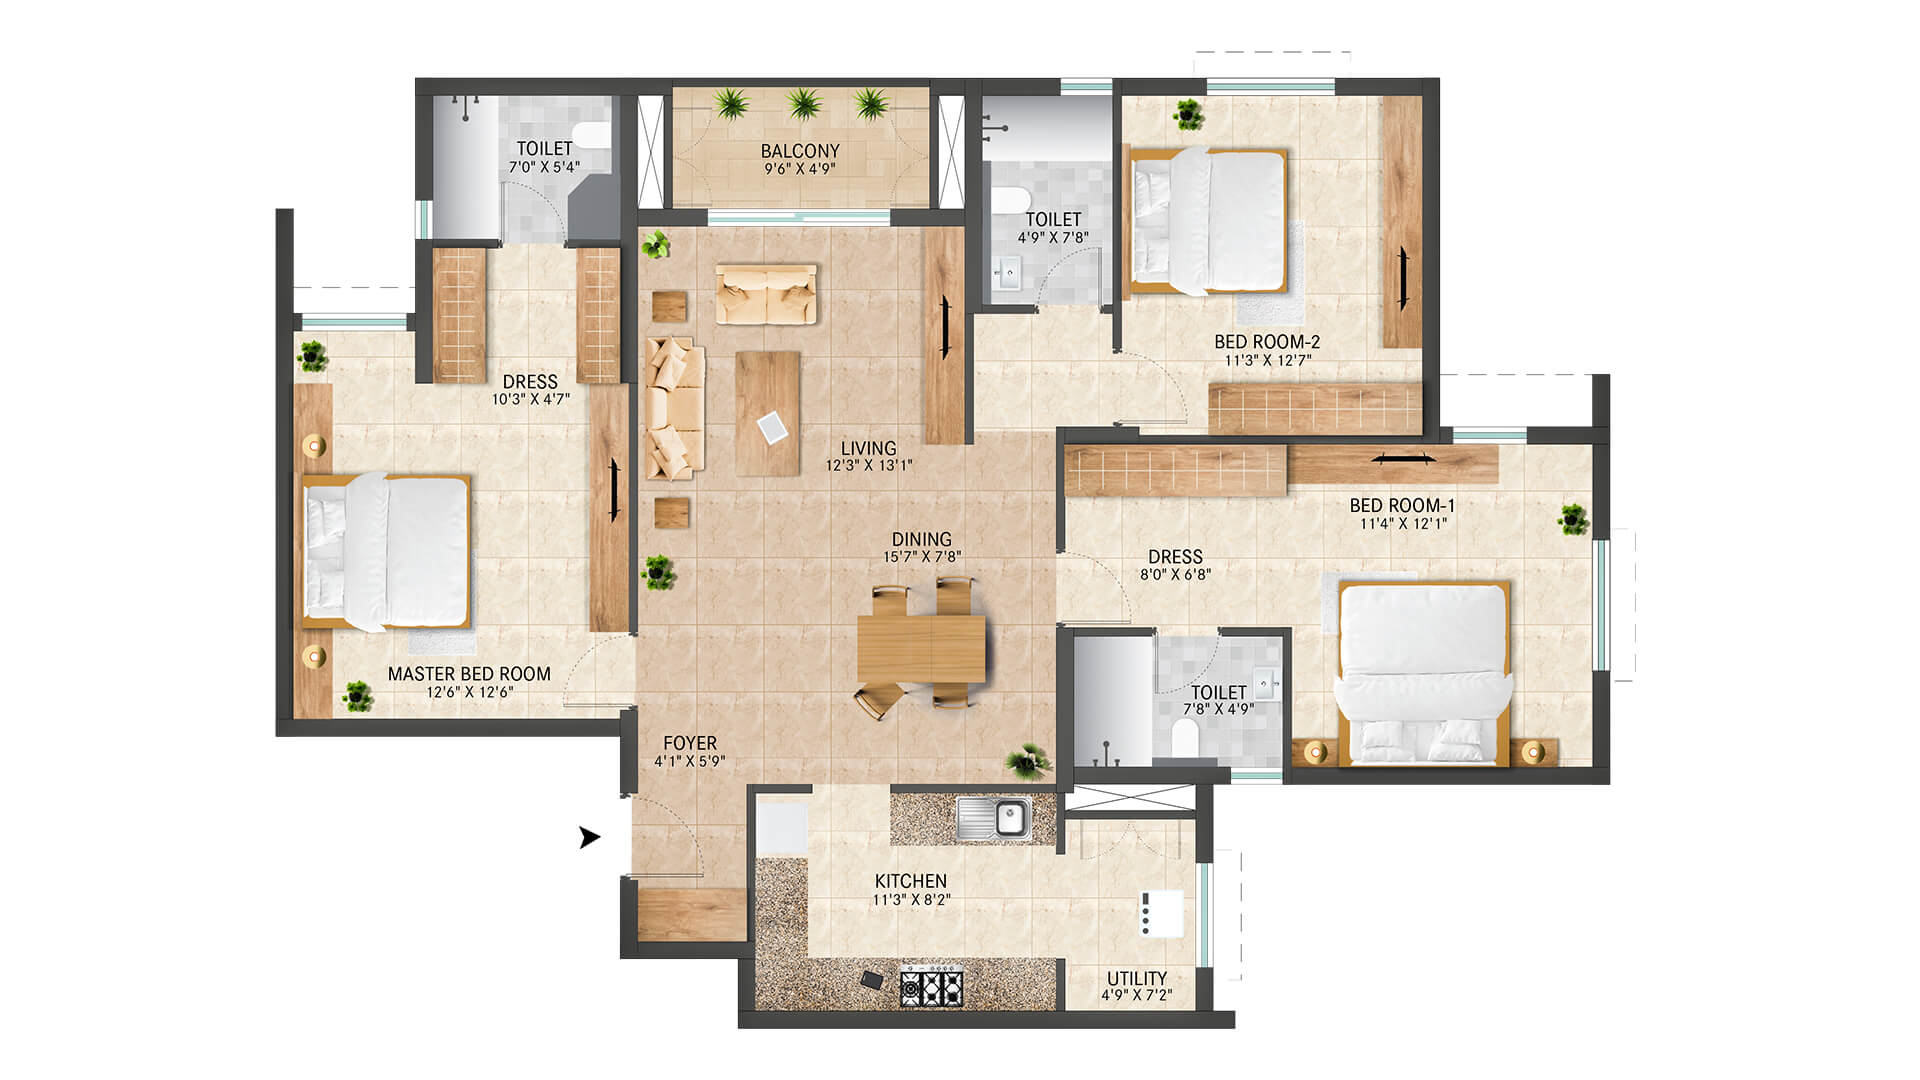 TOILET
7'0" X 5'4"
BALCONY
9'6" X 4'9"
TOILET
4'9" X 7'8"
BED ROOM-2
11'3" X 12'7"
DRESS
10'3" X 4'7"
LIVING
12'3" X 13'1"
BED ROOM-1
11'4" X 12'1"
DINING
15'7" X 7'8"
DRESS
8'0" X 6'8"
MASTER BED ROOM
12'6" X 12'6"
TOILET
7'8" X 4'9"
FOYER
4'1" X 5'9"
KITCHEN
11'3" X 8'2"
UTILITY
4'9" X 7'2"